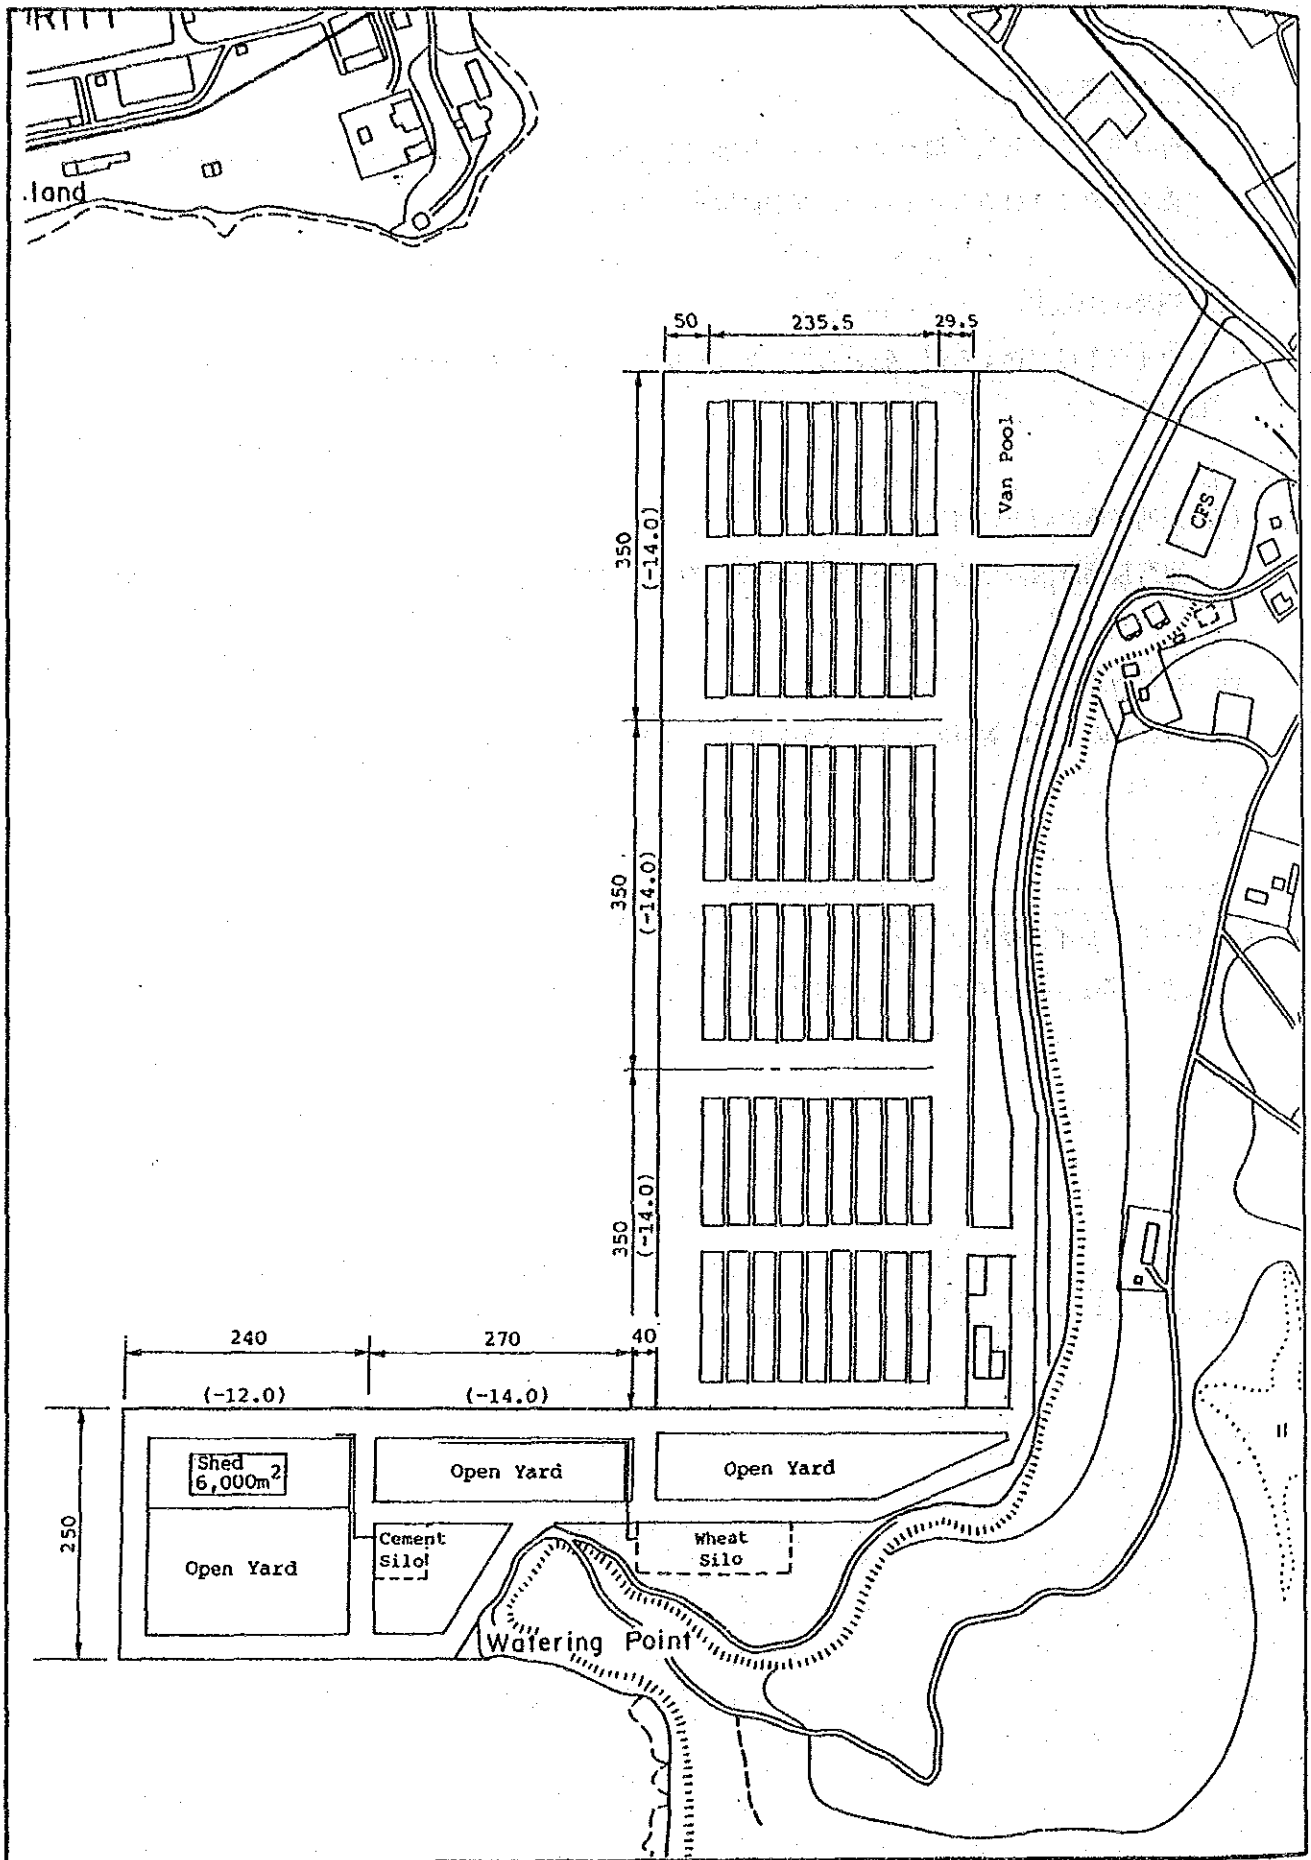 .land
50
235.5
29.5
Van Pool
350
(-14.0)
CFS
350
(-14.0)
350
(-14.0)
240
270
40
(-12.0)
(-14.0)
250
Shed
6,000m²
Open Yard
Open Yard
Open Yard
Cement
Silo
Wheat
Silo
Watering Point